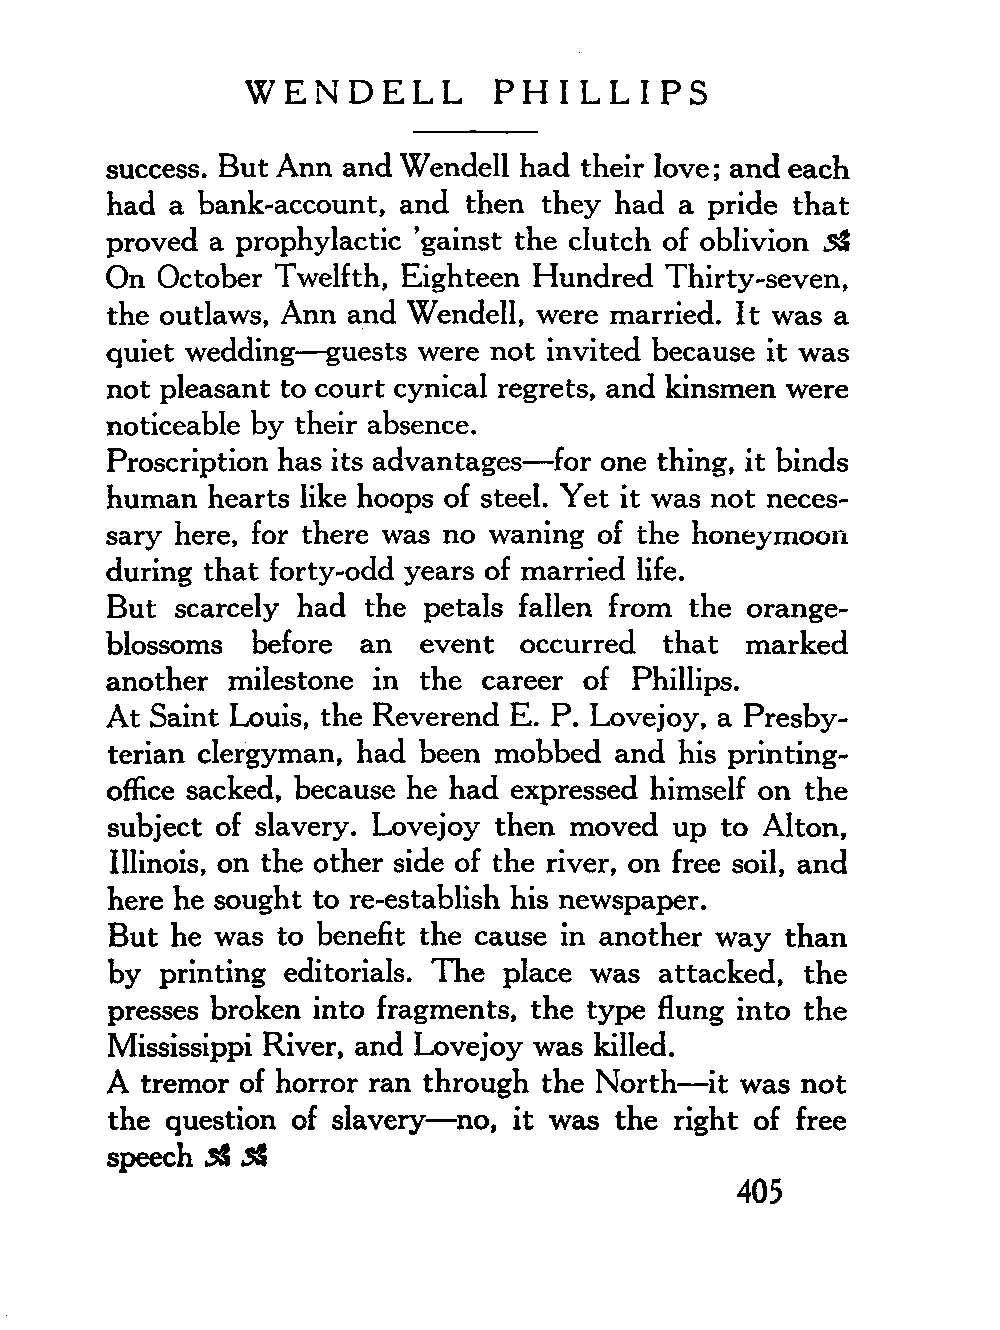 WENDELL PHILLIPS
success. But Ann and Wendell had their love; and each
had a bank-account, and then they had a pride that
proved a prophylactic 'gainst the clutch of oblivion
On October Twelfth, Eighteen Hundred Thirty-seven,
the outlaws, Ann and Wendell, were married. It was a
quiet wedding—guests were not invited because it was
not pleasant to court cynical regrets, and kinsmen were
noticeable by their absence.
Proscription has its advantages—for one thing, it binds
human hearts like hoops of steel. Yet it was not neces-
sary here, for there was no waning of the honeymoon
during that forty-odd years of married life.
But scarcely had the petals fallen from the orange-
blossoms before an event occurred that marked
another milestone in the career of Phillips.
At Saint Louis, the Reverend E. P. Lovejoy, a Presby-
terian clergyman, had been mobbed and his printing-
office sacked, because he had expressed himself on the
subject of slavery. Lovejoy then moved up to Alton,
Illinois, on the other side of the river, on free soil, and
here he sought to re-establish his newspaper.
But he was to benefit the cause in another way than
by printing editorials. The place was attacked, the
presses broken into fragments, the type flung into the
Mississippi River, and Lovejoy was killed.
A tremor of horror ran through the North—it was not
the question of slavery—no, it was the right of free
speech
405